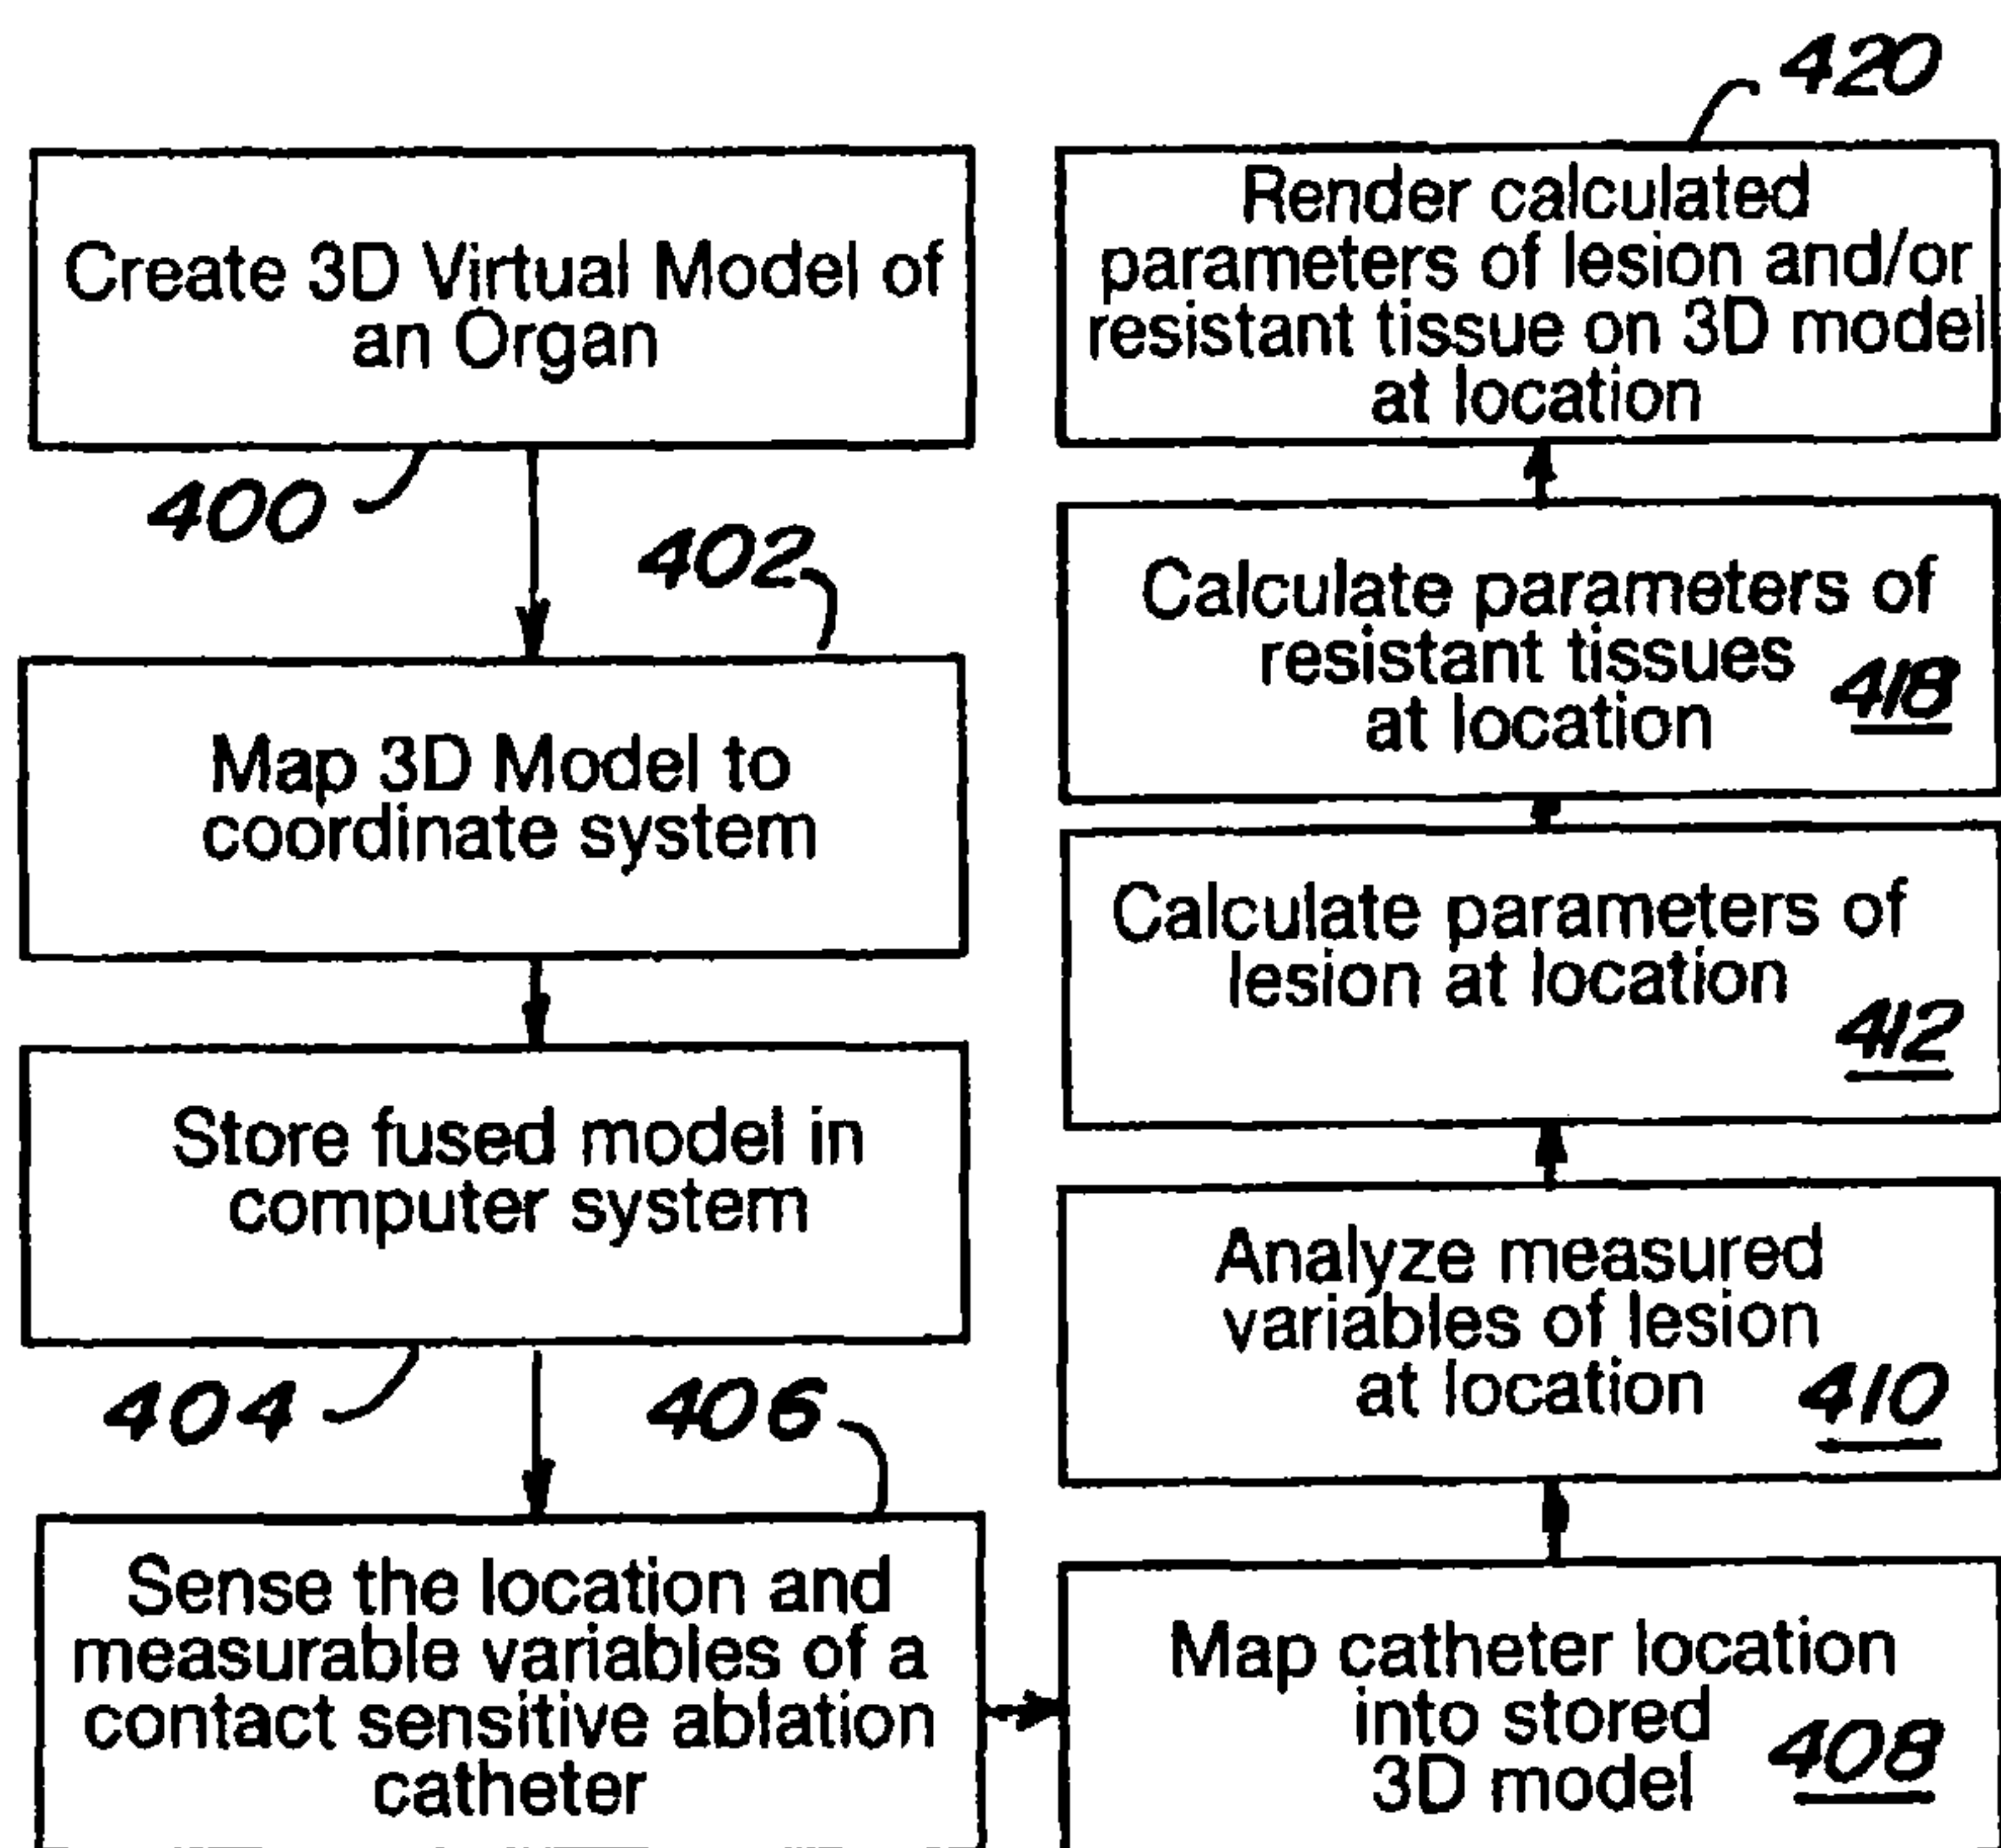 Create 3D Virtual Model of
an Organ
400
402
Map 3D Model to
coordinate system
Store fused model in
computer system
404
406
Sense the location and
measurable variables of a
contact sensitive ablation
catheter
Map catheter location
into stored
3D model
408
Analyze measured
variables of lesion
at location
410
Calculate parameters of
lesion at location
412
Calculate parameters of
resistant tissues
at location
418
420
Render calculated
parameters of lesion and/or
resistant tissue on 3D model
at location